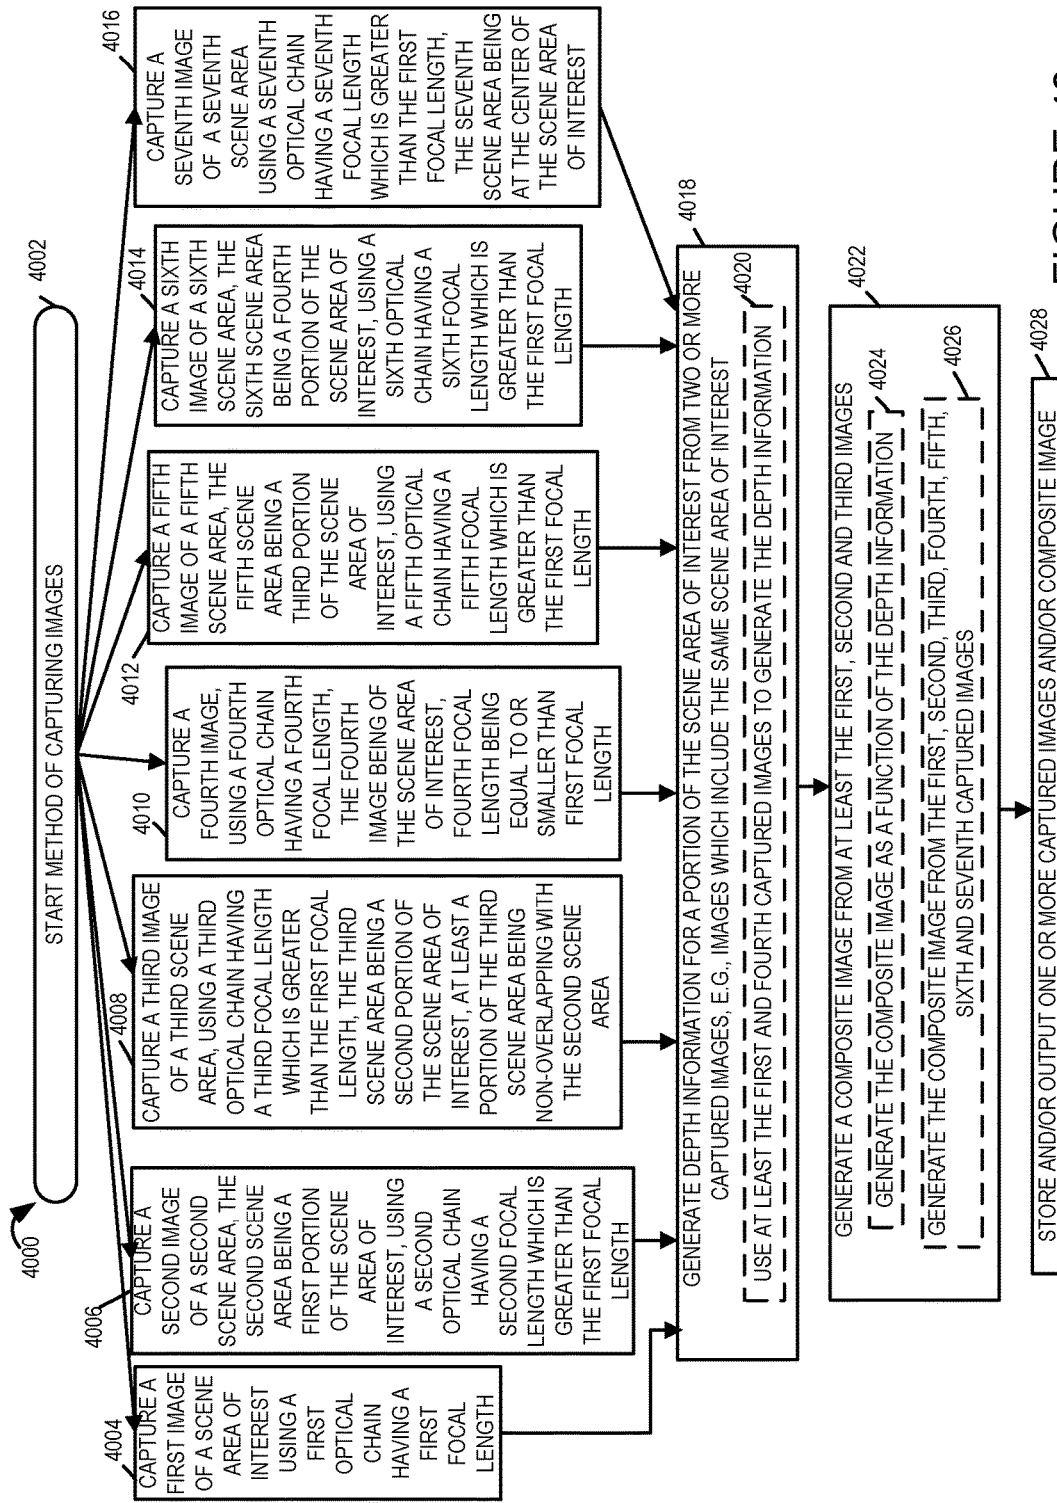 4000
START METHOD OF CAPTURING IMAGES
4002
4004
CAPTURE A
FIRST IMAGE
OF A SCENE
AREA OF
INTEREST
USING A
FIRST
OPTICAL
CHAIN
HAVING A
FIRST
FOCAL
LENGTH
4006
CAPTURE A
SECOND IMAGE
OF A SECOND
SCENE AREA, THE
SECOND SCENE
AREA BEING A
FIRST PORTION
OF THE SCENE
AREA OF
INTEREST, USING
A SECOND
OPTICAL CHAIN
HAVING A
SECOND FOCAL
LENGTH WHICH IS
GREATER THAN
THE FIRST FOCAL
LENGTH
4008
CAPTURE A THIRD IMAGE
OF A THIRD SCENE
AREA, USING A THIRD
OPTICAL CHAIN HAVING
A THIRD FOCAL LENGTH
WHICH IS GREATER
THAN THE FIRST FOCAL
LENGTH, THE THIRD
SCENE AREA BEING A
SECOND PORTION OF
THE SCENE AREA OF
INTEREST, AT LEAST A
PORTION OF THE THIRD
SCENE AREA BEING
NON-OVERLAPPING WITH
THE SECOND SCENE
AREA
4010
CAPTURE A
FOURTH IMAGE,
USING A FOURTH
OPTICAL CHAIN
HAVING A FOURTH
FOCAL LENGTH,
THE FOURTH
IMAGE BEING OF
THE SCENE AREA
OF INTEREST,
FOURTH FOCAL
LENGTH BEING
EQUAL TO OR
SMALLER THAN
FIRST FOCAL
LENGTH
4012
CAPTURE A FIFTH
IMAGE OF A FIFTH
SCENE AREA, THE
FIFTH SCENE
AREA BEING A
THIRD PORTION
OF THE SCENE
AREA OF
INTEREST, USING
A FIFTH OPTICAL
CHAIN HAVING A
FIFTH FOCAL
LENGTH WHICH IS
GREATER THAN
THE FIRST FOCAL
LENGTH
4014
CAPTURE A SIXTH
IMAGE OF A SIXTH
SCENE AREA, THE
SIXTH SCENE AREA
BEING A FOURTH
PORTION OF THE
SCENE AREA OF
INTEREST, USING A
SIXTH OPTICAL
CHAIN HAVING A
SIXTH FOCAL
LENGTH WHICH IS
GREATER THAN
THE FIRST FOCAL
LENGTH
4016
CAPTURE A
SEVENTH IMAGE
OF A SEVENTH
SCENE AREA
USING A SEVENTH
OPTICAL CHAIN
HAVING A SEVENTH
FOCAL LENGTH
WHICH IS GREATER
THAN THE FIRST
FOCAL LENGTH,
THE SEVENTH
SCENE AREA BEING
AT THE CENTER OF
THE SCENE AREA
OF INTEREST
4018
GENERATE DEPTH INFORMATION FOR A PORTION OF THE SCENE AREA OF INTEREST FROM TWO OR MORE
CAPTURED IMAGES, E.G., IMAGES WHICH INCLUDE THE SAME SCENE AREA OF INTEREST
4020
USE AT LEAST THE FIRST AND FOURTH CAPTURED IMAGES TO GENERATE THE DEPTH INFORMATION
4022
GENERATE A COMPOSITE IMAGE FROM AT LEAST THE FIRST, SECOND AND THIRD IMAGES
4024
GENERATE THE COMPOSITE IMAGE AS A FUNCTION OF THE DEPTH INFORMATION
4026
GENERATE THE COMPOSITE IMAGE FROM THE FIRST, SECOND, THIRD, FOURTH, FIFTH,
SIXTH AND SEVENTH CAPTURED IMAGES
4028
STORE AND/OR OUTPUT ONE OR MORE CAPTURED IMAGES AND/OR COMPOSITE IMAGE